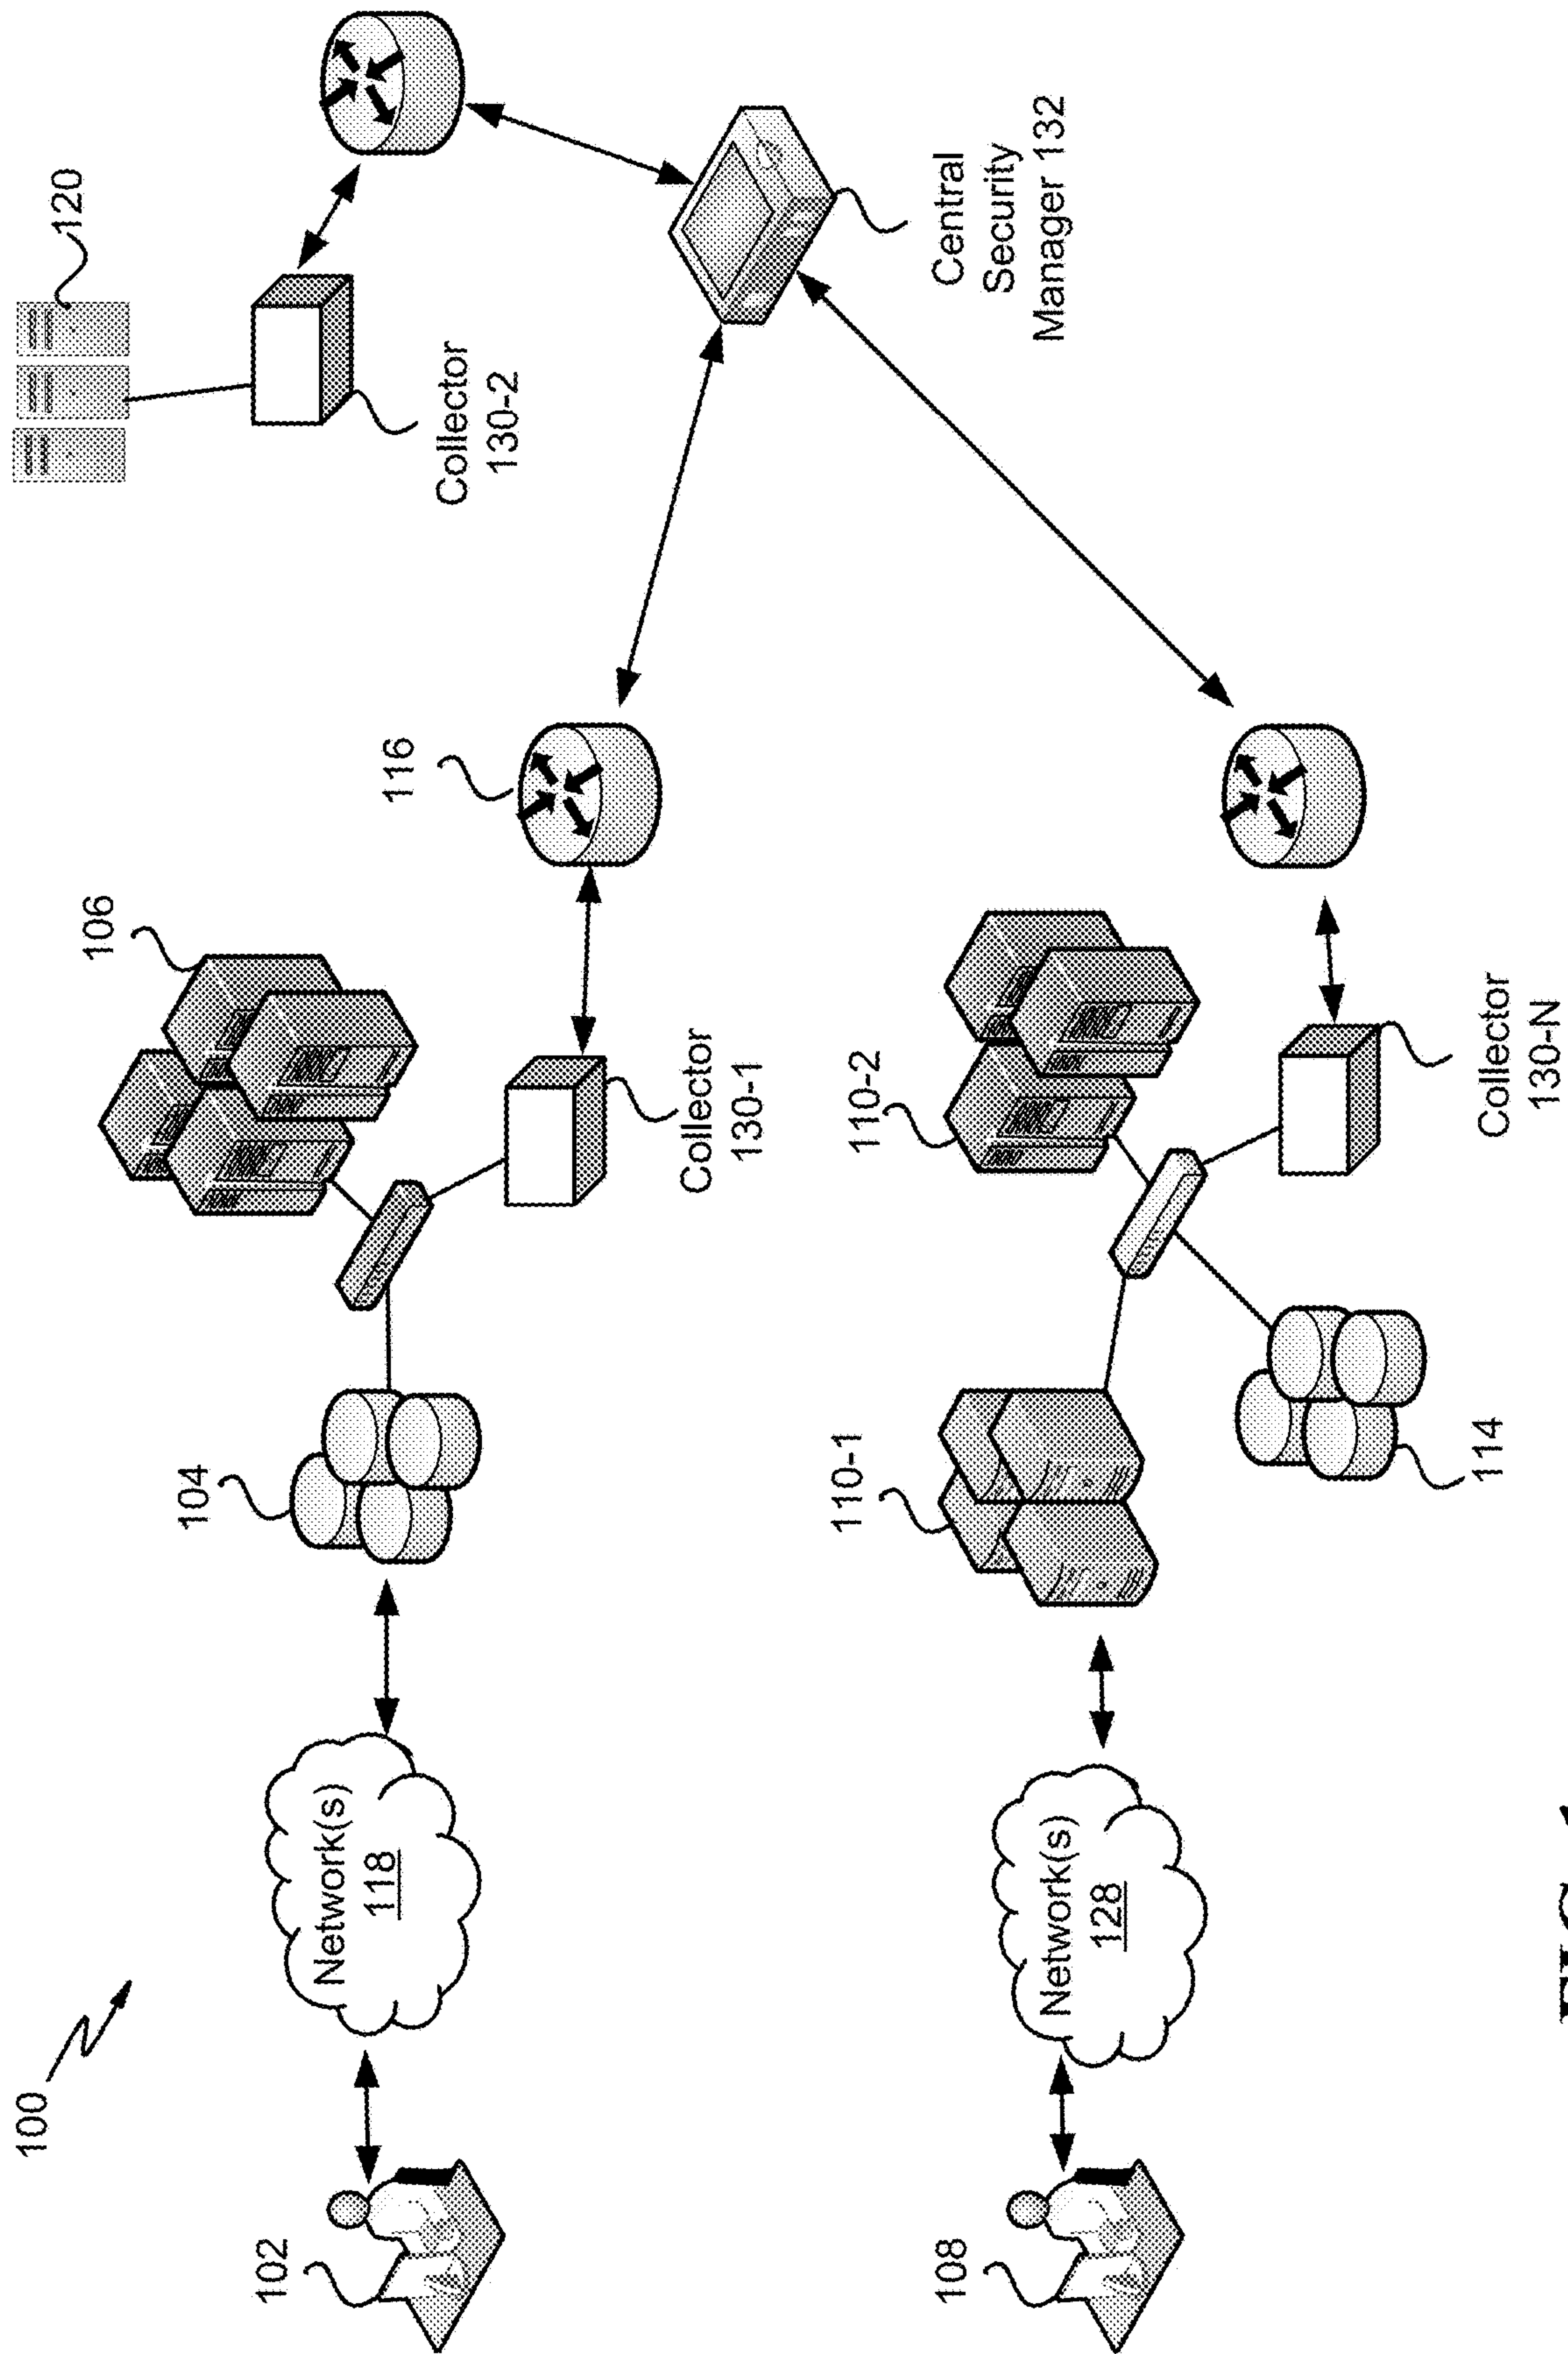 100
120
106
104
102
Network(s)
118
116
Collector
130-2
Collector
130-1
110-1
110-2
108
Central
Security
Manager 132
Network(s)
128
114
Collector
130-N